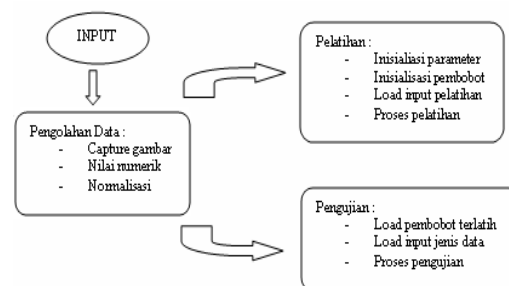 INPUT
Pengolahan Data :
- Capture gambar
- Nilai numerik
- Normalisasi
Pelatihan :
- Inisialiasi parameter
- Inisialisasi pembobot
- Load input pelatihan
- Proses pelatihan
Pengujian :
- Load pembobot terlatih
- Load input jenis data
- Proses pengujian